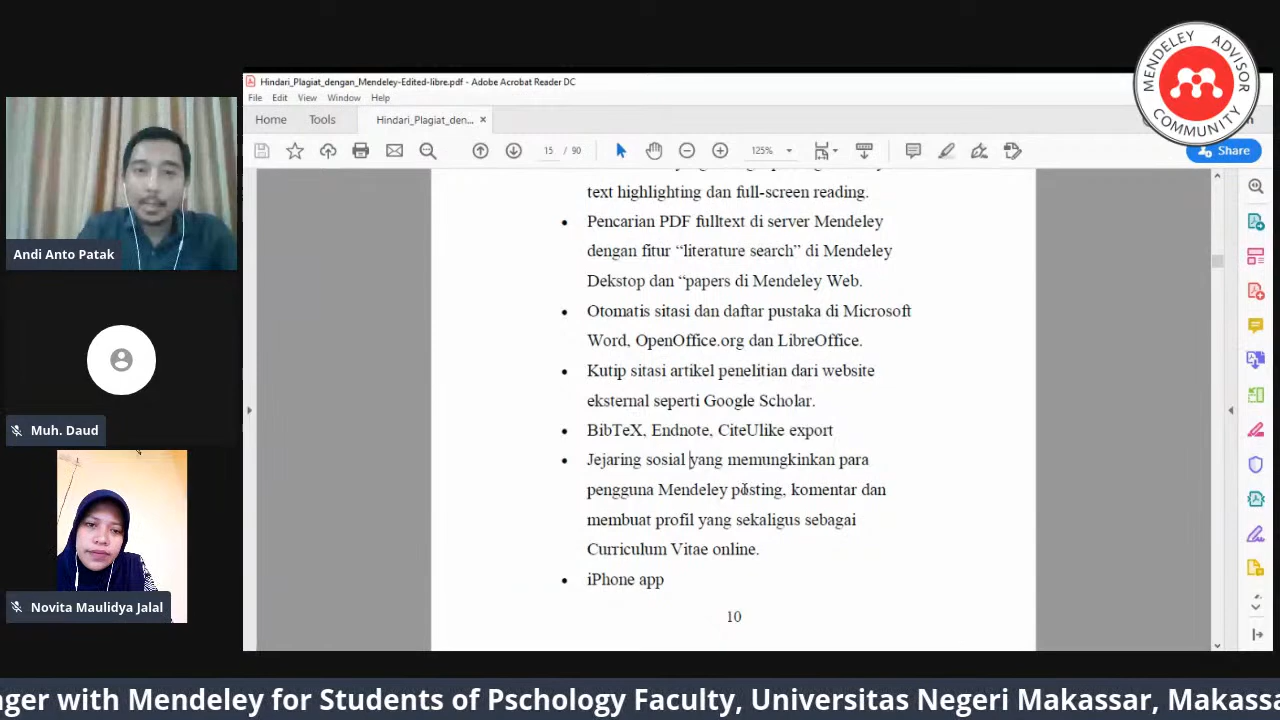 MENDELEY ADVISOR
COMMUNITY
Hindari_Plagiat_dengan_Mendeley-Edited-libre.pdf - Adobe Acrobat Reader DC
File Edit View Window Help
Home Tools Hindari_Plagiat_den... ×
/ 90 125% Share
text highlighting dan full-screen reading.
• Pencarian PDF fulltext di server Mendeley
dengan fitur “literature search” di Mendeley
Dekstop dan “papers di Mendeley Web.
• Otomatis sitasi dan daftar pustaka di Microsoft
Word, OpenOffice.org dan LibreOffice.
• Kutip sitasi artikel penelitian dari website
eksternal seperti Google Scholar.
• BibTeX, Endnote, CiteUlike export
• Jejaring sosial yang memungkinkan para
pengguna Mendeley posting, komentar dan
membuat profil yang sekaligus sebagai
Curriculum Vitae online.
• iPhone app
10
Andi Anto Patak
Muh. Daud
Novita Maulidya Jalal
ger with Mendeley for Students of Pschology Faculty, Universitas Negeri Makassar, Makassa